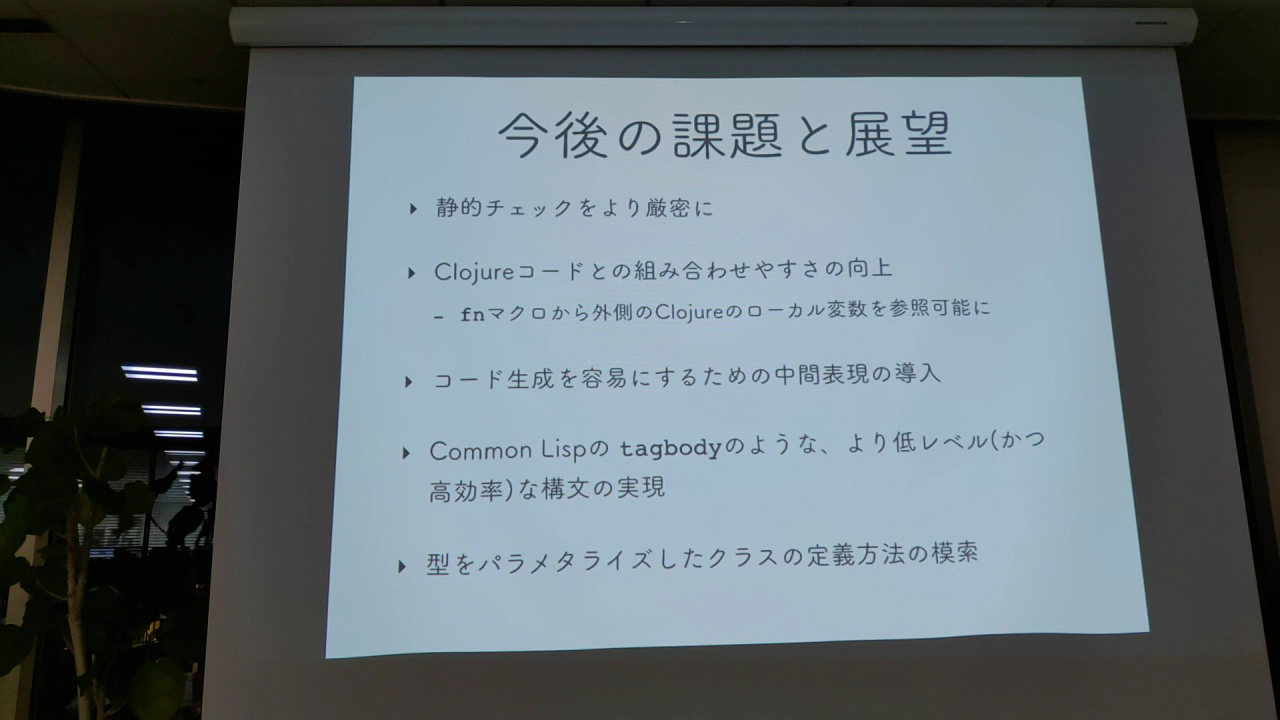 今後の課題と展望
‣ 静的チェックをより厳密に
‣ Clojureコードとの組み合わせやすさの向上
– fnマクロから外側のClojureのローカル変数を参照可能に
‣ コード生成を容易にするための中間表現の導入
‣ Common Lispの tagbodyのような、より低レベル(かつ
高効率)な構文の実現
‣ 型をパラメタライズしたクラスの定義方法の模索